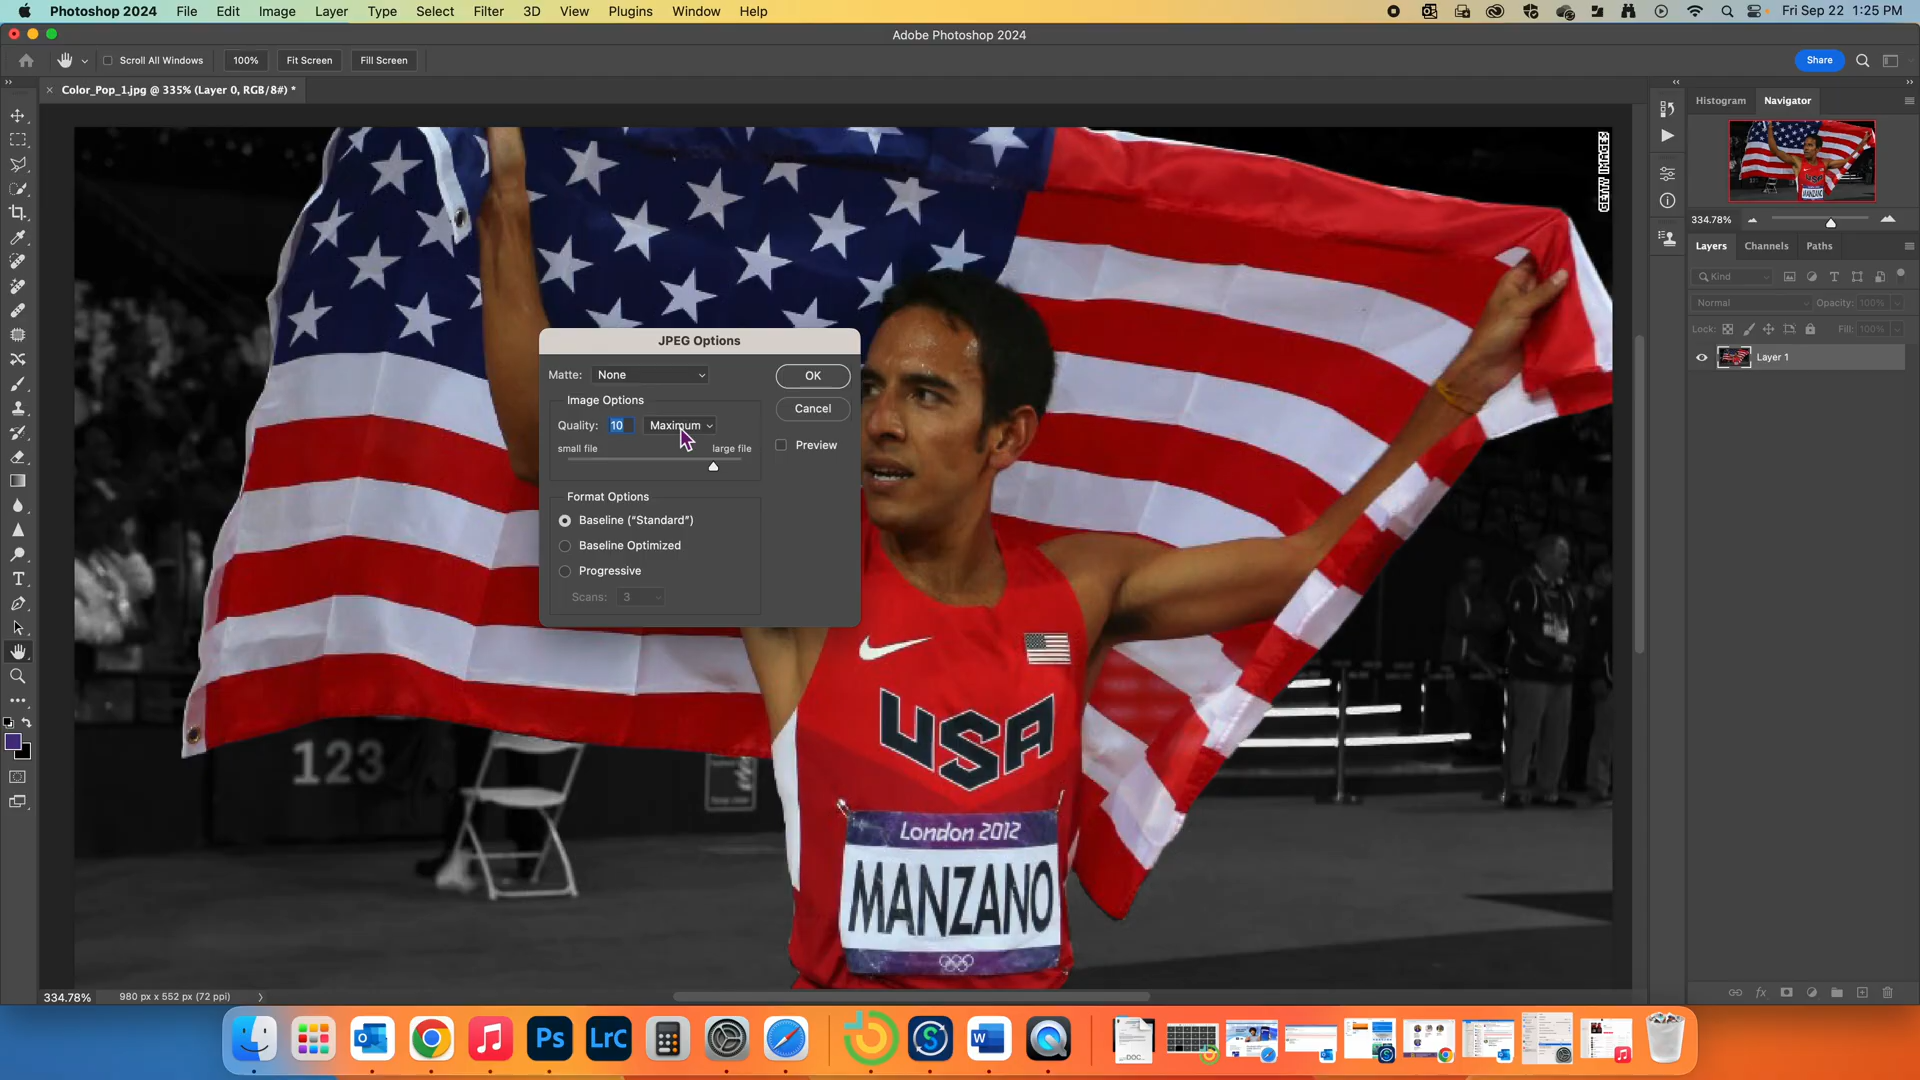 Photoshop 2024 File Edit Image Layer Type Select Filter 3D View Plugins Window Help Fri Sep 22 1:25 PM
Adobe Photoshop 2024
Scroll All Windows 100% Fit Screen Fill Screen Share
Color_Pop_1.jpg @ 335% (Layer 0, RGB/8#) *
Histogram Navigator
GETTY IMAGES
334.78%
Layers Channels Paths
Kind
Normal Opacity: 100%
Lock: Fill: 100%
Layer 1
JPEG Options
Matte: None OK
Image Options
Cancel
Quality: 10 Maximum
Preview
small file large file
Format Options
Baseline ("Standard")
Baseline Optimized
Progressive
Scans: 3
USA
123
London 2012
MANZANO
334.78% 980 px x 552 px (72 ppi)
Ps LrC
DOC